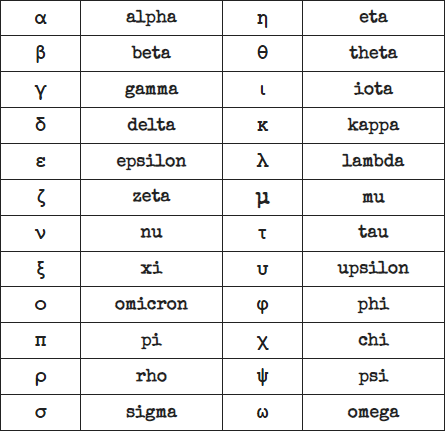 α alpha η eta
β beta θ theta
γ gamma ι iota
δ delta κ kappa
ε epsilon λ lambda
ζ zeta μ mu
ν nu τ tau
ξ xi υ upsilon
ο omicron φ phi
π pi χ chi
ρ rho ψ psi
σ sigma ω omega